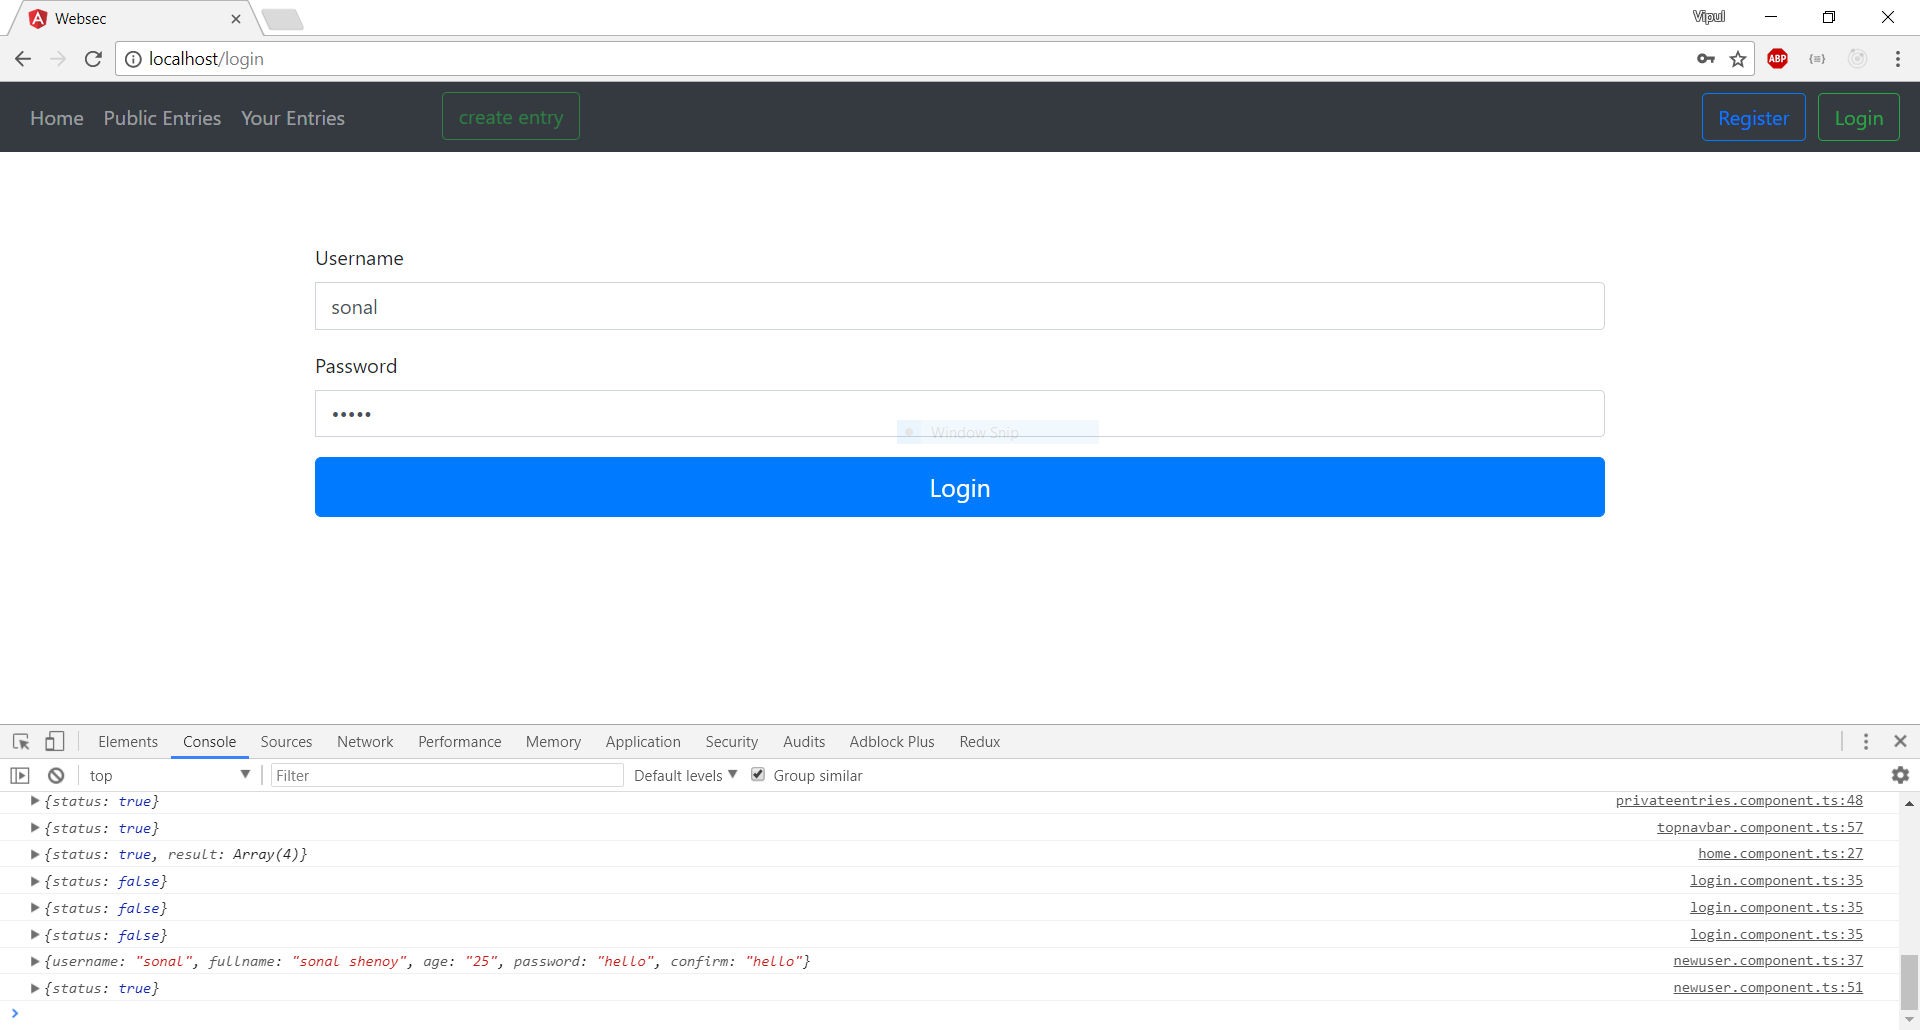 Websec
Vipul
localhost/login
ABP
Home Public Entries Your Entries create entry Register Login
Username
sonal
Password
•••••
Window Snip
Login
Elements Console Sources Network Performance Memory Application Security Audits Adblock Plus Redux
top Filter Default levels Group similar
{status: true} privateentries.component.ts:48
{status: true} topnavbar.component.ts:57
{status: true, result: Array(4)} home.component.ts:27
{status: false} login.component.ts:35
{status: false} login.component.ts:35
{status: false} login.component.ts:35
{username: "sonal", fullname: "sonal shenoy", age: "25", password: "hello", confirm: "hello"} newuser.component.ts:37
{status: true} newuser.component.ts:51